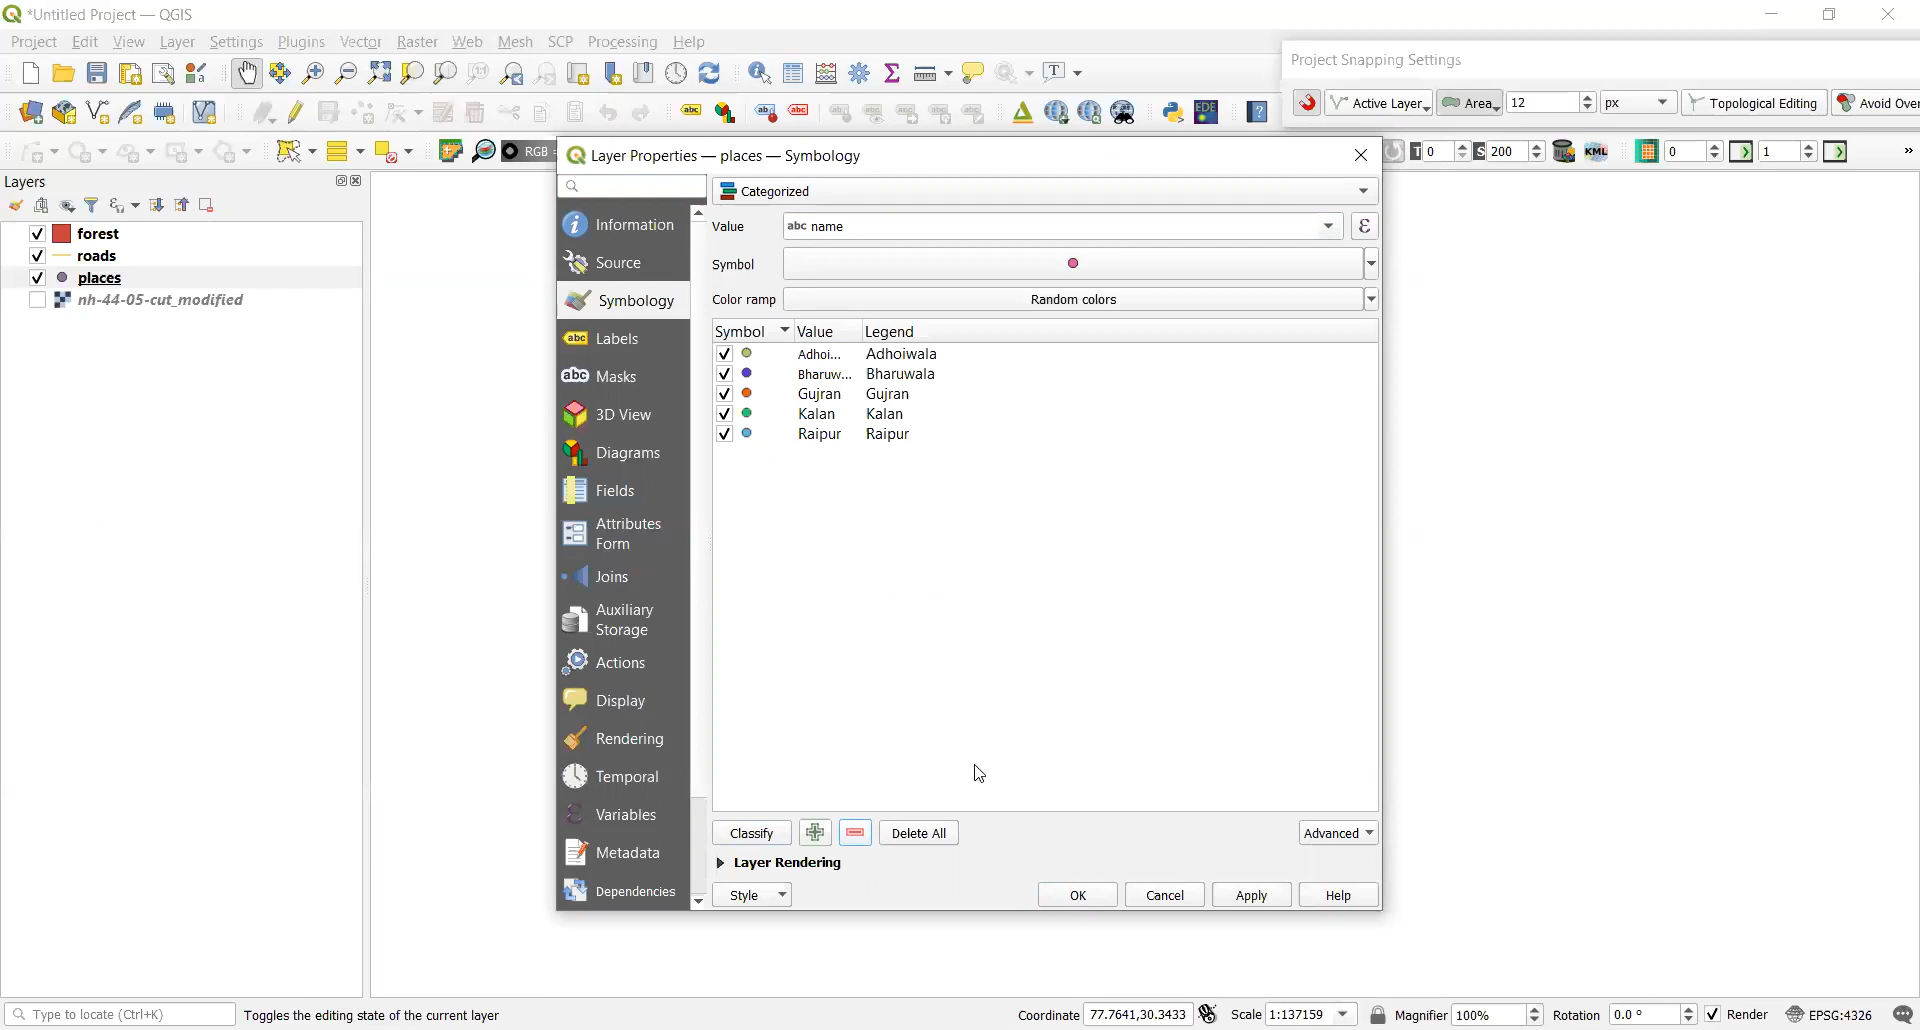 *Untitled Project — QGIS
Project Edit View Layer Settings Plugins Vector Raster Web Mesh SCP Processing Help
Project Snapping Settings
Active Layer Area 12 px Topological Editing Avoid Over
RGB
T 0 S 200 KML 0 1 »
Layers
forest
roads
places
nh-44-05-cut_modified
Layer Properties — places — Symbology
Information
Source
Symbology
Labels
Masks
3D View
Diagrams
Fields
Attributes
Form
Joins
Auxiliary
Storage
Actions
Display
Rendering
Temporal
Variables
Metadata
Dependencies
Categorized
Value abc name
Symbol
Color ramp Random colors
Symbol Value Legend
Adhoi... Adhoiwala
Bharuw... Bharuwala
Gujran Gujran
Kalan Kalan
Raipur Raipur
Classify Delete All Advanced
Layer Rendering
Style OK Cancel Apply Help
Type to locate (Ctrl+K) Toggles the editing state of the current layer Coordinate 77.7641,30.3433 Scale 1:137159 Magnifier 100% Rotation 0.0 ° Render EPSG:4326